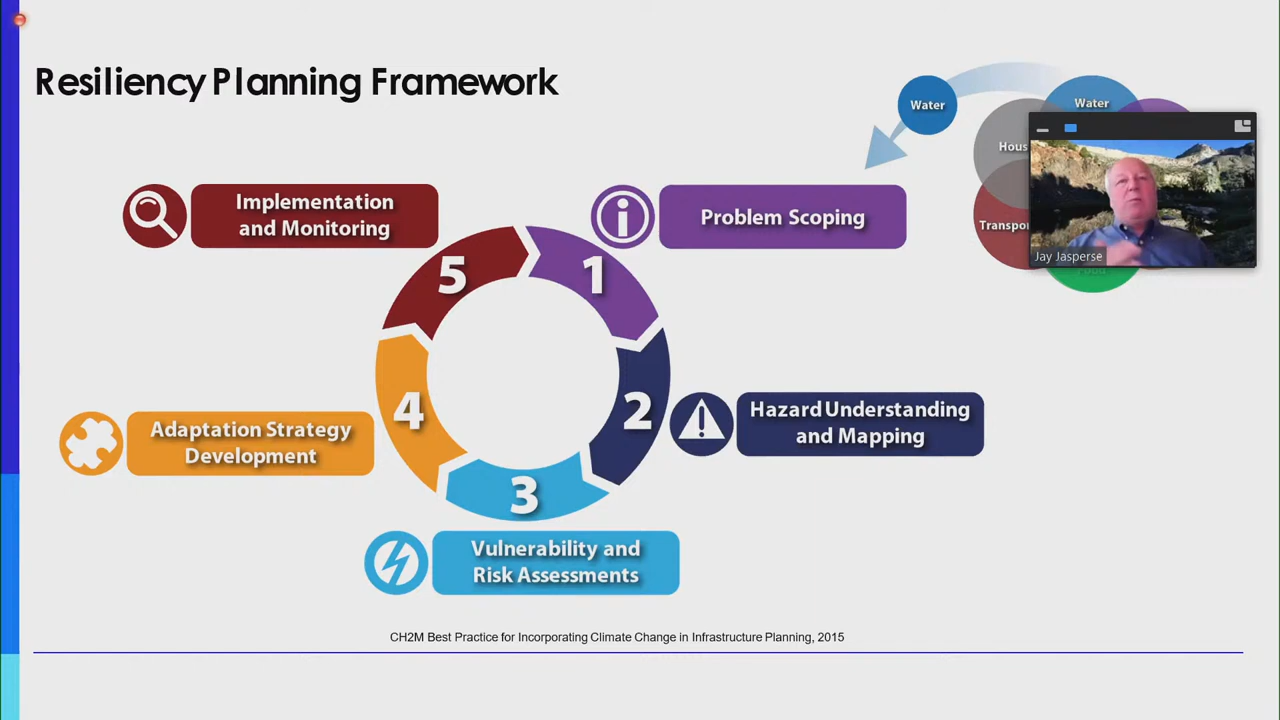 Resiliency Planning Framework
Water
Water
Jay Jasperse
Implementation
and Monitoring
Problem Scoping
5
1
4
2
3
Hazard Understanding
and Mapping
Adaptation Strategy
Development
Vulnerability and
Risk Assessments
CH2M Best Practice for Incorporating Climate Change in Infrastructure Planning, 2015